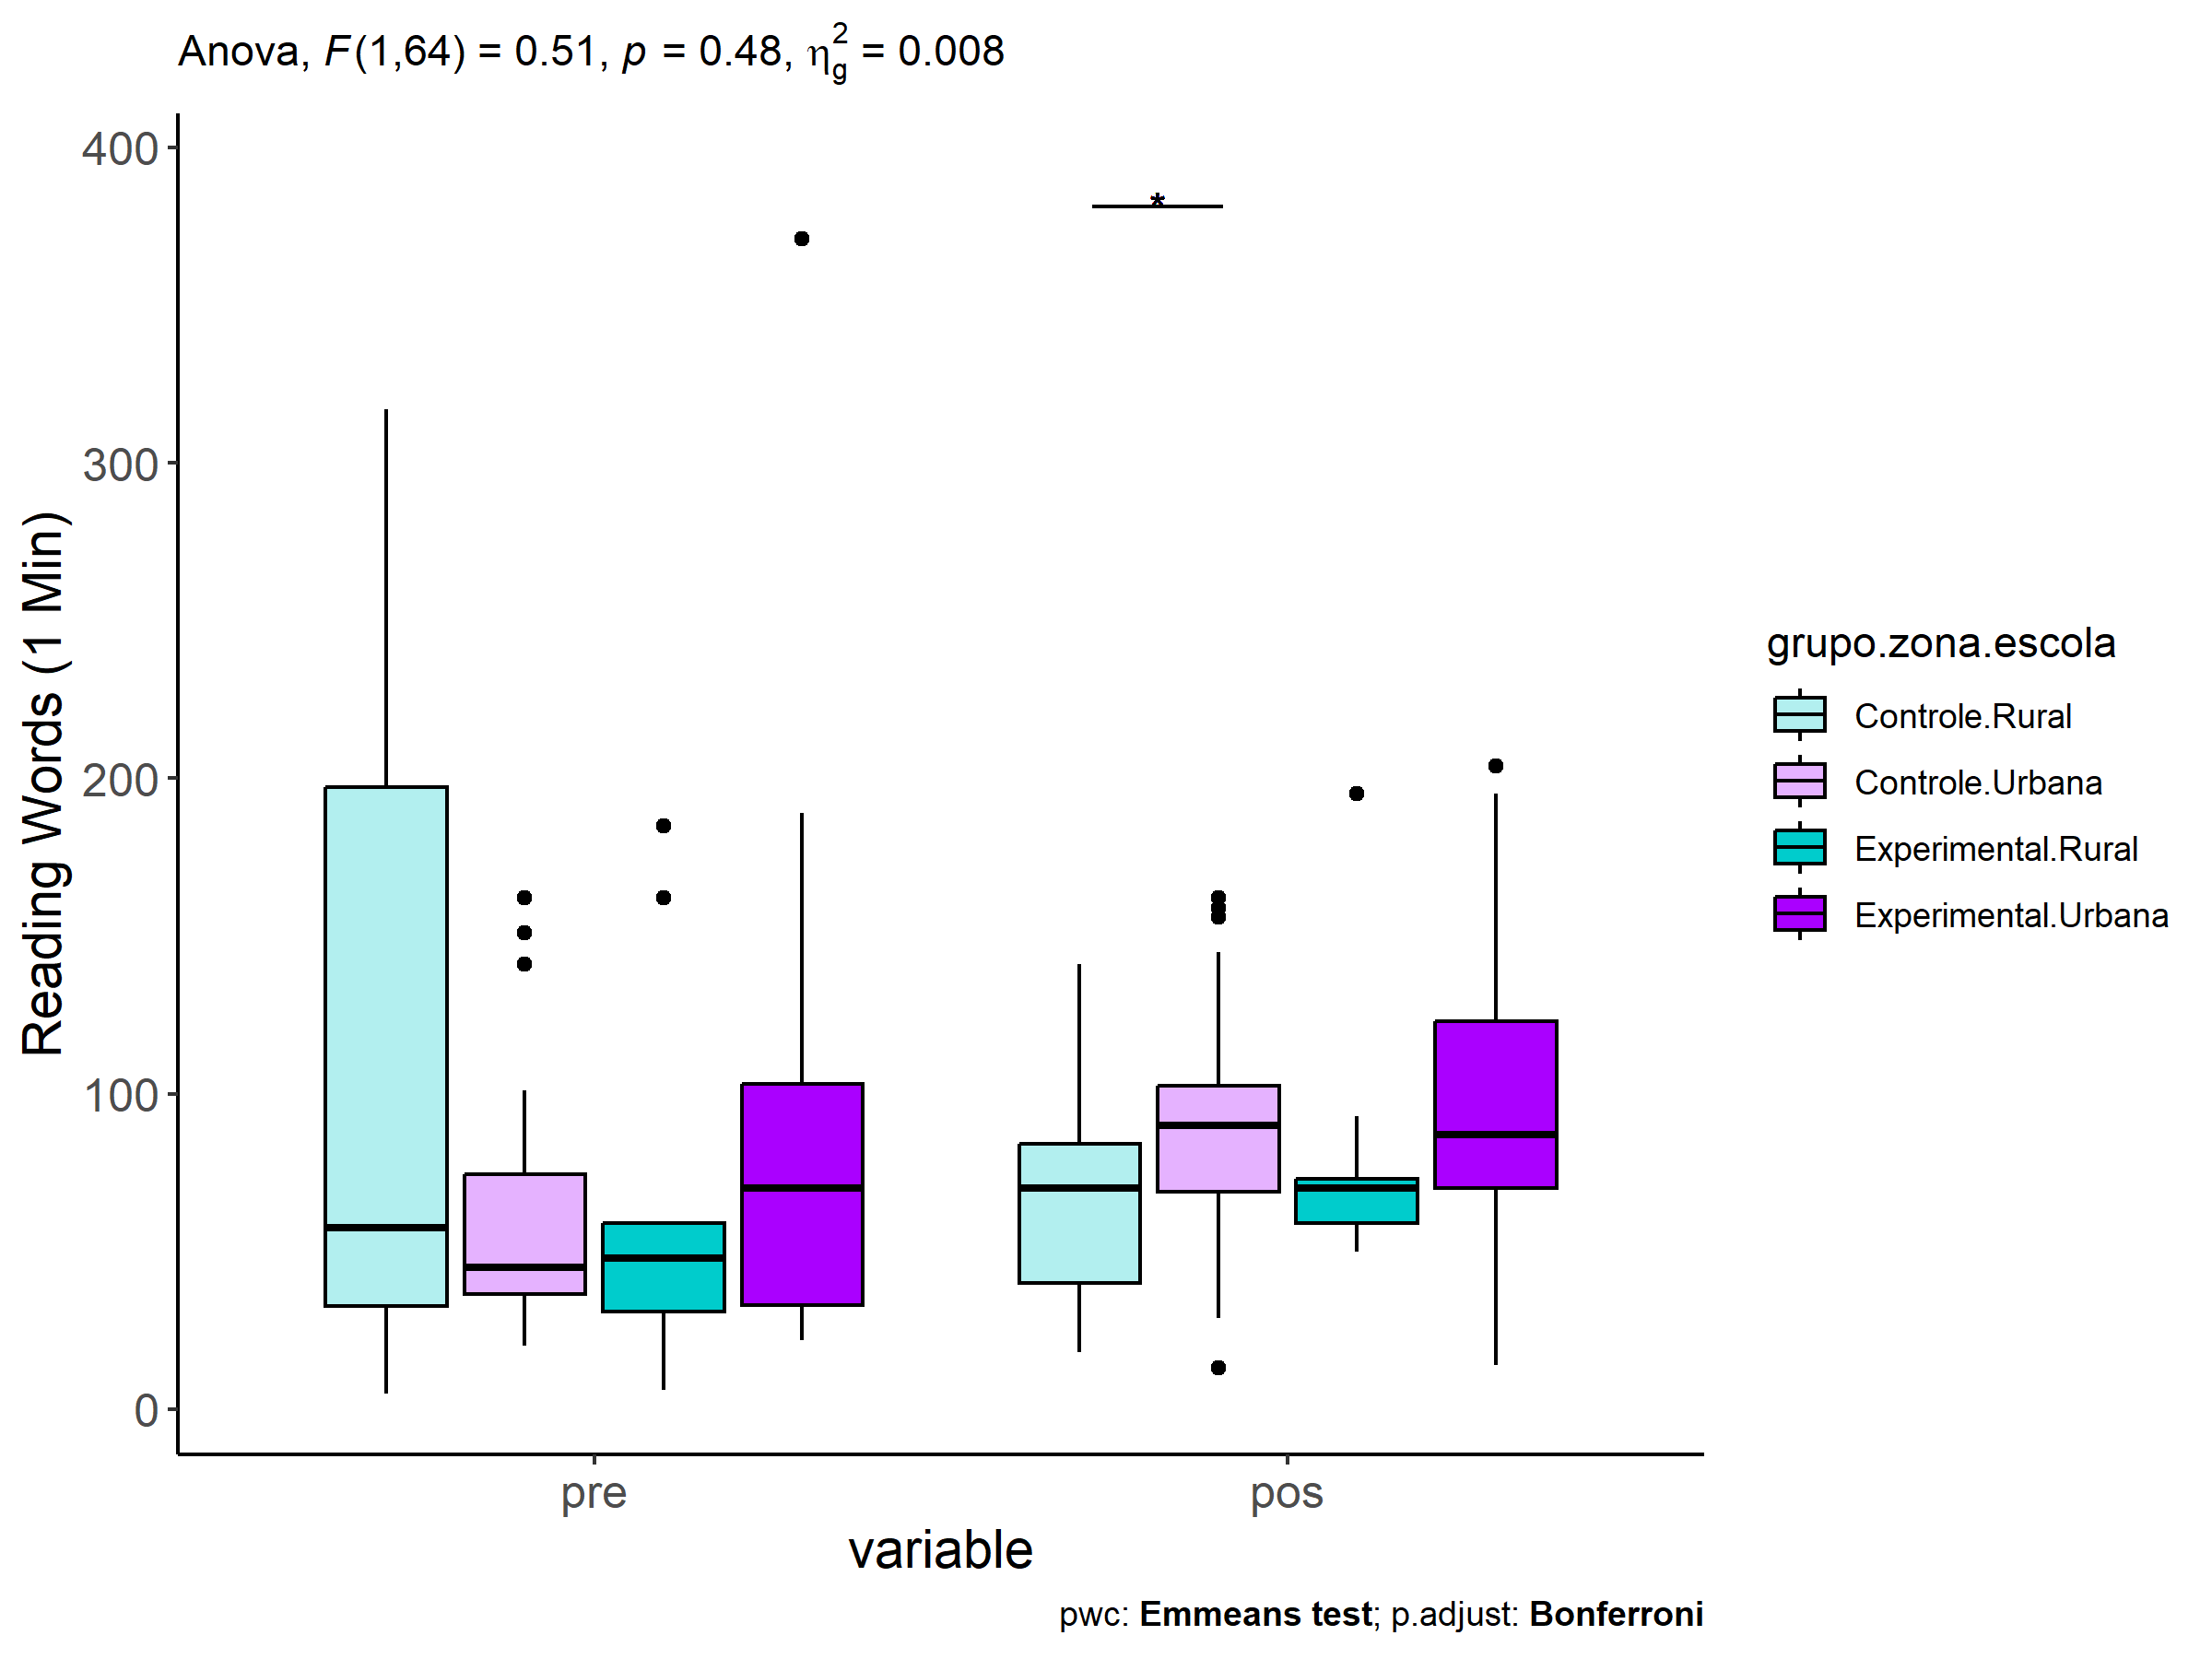 Anova, F(1,64) = 0.51, p = 0.48, η²g = 0.008
400
300
200
100
0
Reading Words (1 Min)
*
pre
pos
variable
grupo.zona.escola
Controle.Rural
Controle.Urbana
Experimental.Rural
Experimental.Urbana
pwc: Emmeans test; p.adjust: Bonferroni